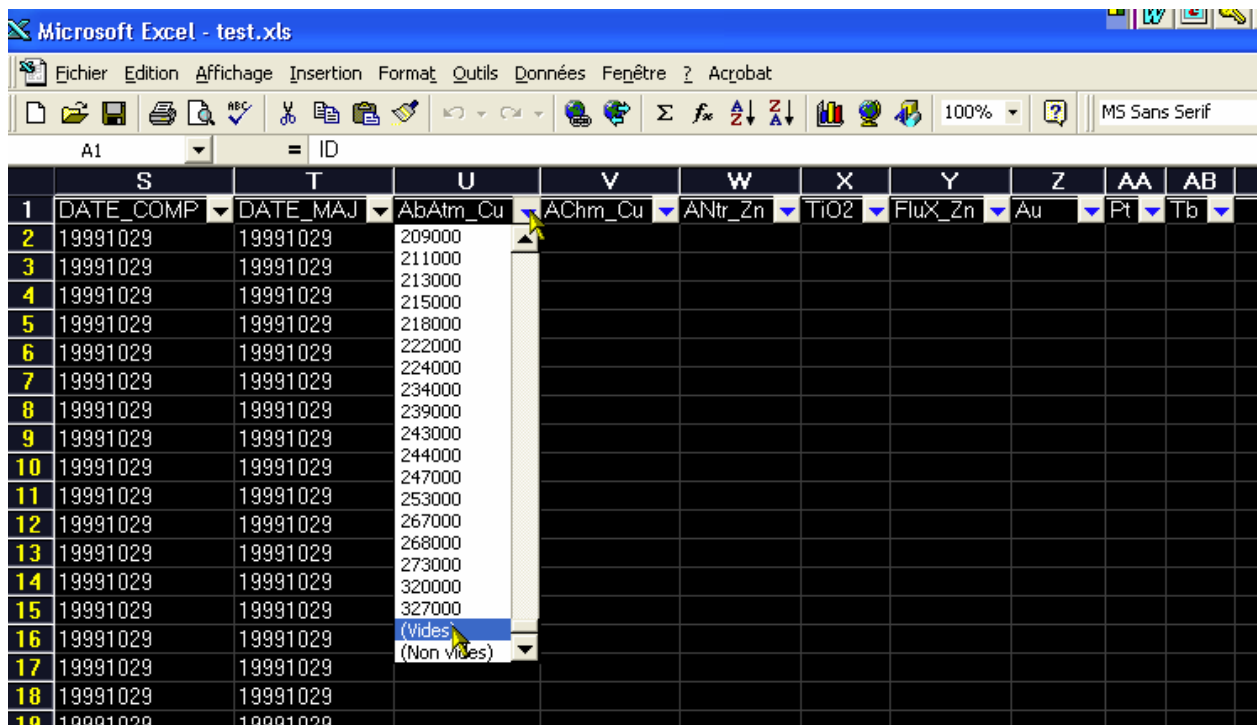 Microsoft Excel - test.xls
Fichier Edition Affichage Insertion Format Outils Données Fenêtre ? Acrobat
100% MS Sans Serif
A1 = ID
S T U V W X Y Z AA AB
1 DATE_COMP DATE_MAJ AbAtm_Cu AChm_Cu ANtr_Zn TiO2 FluX_Zn Au Pt Tb
2 19991029 19991029 209000
3 19991029 19991029 211000
213000
4 19991029 19991029 215000
5 19991029 19991029 218000
6 19991029 19991029 222000
224000
7 19991029 19991029 234000
8 19991029 19991029 239000
9 19991029 19991029 243000
10 19991029 19991029 244000
247000
11 19991029 19991029 253000
12 19991029 19991029 267000
13 19991029 19991029 268000
273000
14 19991029 19991029 320000
15 19991029 19991029 327000
16 19991029 19991029 (Vides)
(Non vides)
17 19991029 19991029
18 19991029 19991029
19 19991029 19991029